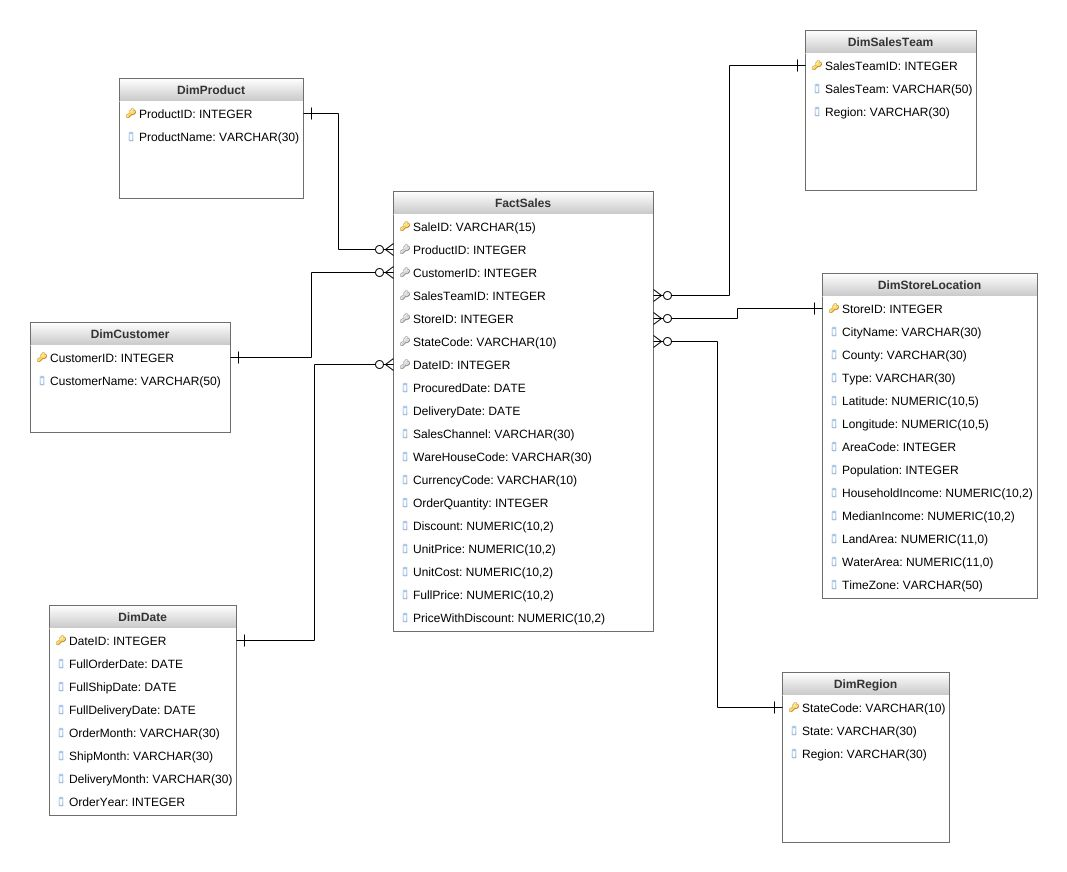 DimProduct
ProductID: INTEGER
ProductName: VARCHAR(30)
DimCustomer
CustomerID: INTEGER
CustomerName: VARCHAR(50)
DimDate
DateID: INTEGER
FullOrderDate: DATE
FullShipDate: DATE
FullDeliveryDate: DATE
OrderMonth: VARCHAR(30)
ShipMonth: VARCHAR(30)
DeliveryMonth: VARCHAR(30)
OrderYear: INTEGER
FactSales
SaleID: VARCHAR(15)
ProductID: INTEGER
CustomerID: INTEGER
SalesTeamID: INTEGER
StoreID: INTEGER
StateCode: VARCHAR(10)
DateID: INTEGER
ProcuredDate: DATE
DeliveryDate: DATE
SalesChannel: VARCHAR(30)
WareHouseCode: VARCHAR(30)
CurrencyCode: VARCHAR(10)
OrderQuantity: INTEGER
Discount: NUMERIC(10,2)
UnitPrice: NUMERIC(10,2)
UnitCost: NUMERIC(10,2)
FullPrice: NUMERIC(10,2)
PriceWithDiscount: NUMERIC(10,2)
DimSalesTeam
SalesTeamID: INTEGER
SalesTeam: VARCHAR(50)
Region: VARCHAR(30)
DimStoreLocation
StoreID: INTEGER
CityName: VARCHAR(30)
County: VARCHAR(30)
Type: VARCHAR(30)
Latitude: NUMERIC(10,5)
Longitude: NUMERIC(10,5)
AreaCode: INTEGER
Population: INTEGER
HouseholdIncome: NUMERIC(10,2)
MedianIncome: NUMERIC(10,2)
LandArea: NUMERIC(11,0)
WaterArea: NUMERIC(11,0)
TimeZone: VARCHAR(50)
DimRegion
StateCode: VARCHAR(10)
State: VARCHAR(30)
Region: VARCHAR(30)